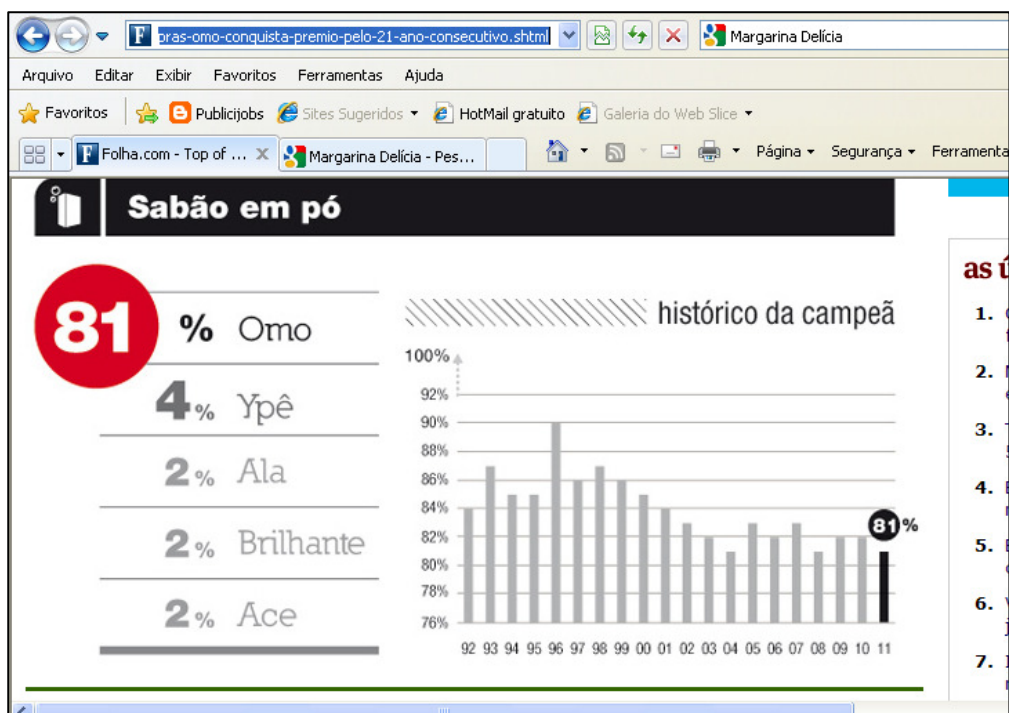 oras-omo-conquista-premio-pelo-21-ano-consecutivo.shtml Margarina Delícia
Arquivo Editar Exibir Favoritos Ferramentas Ajuda
Favoritos Publicijobs Sites Sugeridos HotMail gratuito Galeria do Web Slice
Folha.com - Top of ... Margarina Delícia - Pes... Página Segurança Ferramenta
Sabão em pó
81 % Omo
4 % Ypê
2 % Ala
2 % Brilhante
2 % Ace
histórico da campeã
100%
92%
90%
88%
86%
84%
82%
80%
78%
76%
81%
92 93 94 95 96 97 98 99 00 01 02 03 04 05 06 07 08 09 10 11
as ú
1.
2.
3.
4.
5.
6.
7.